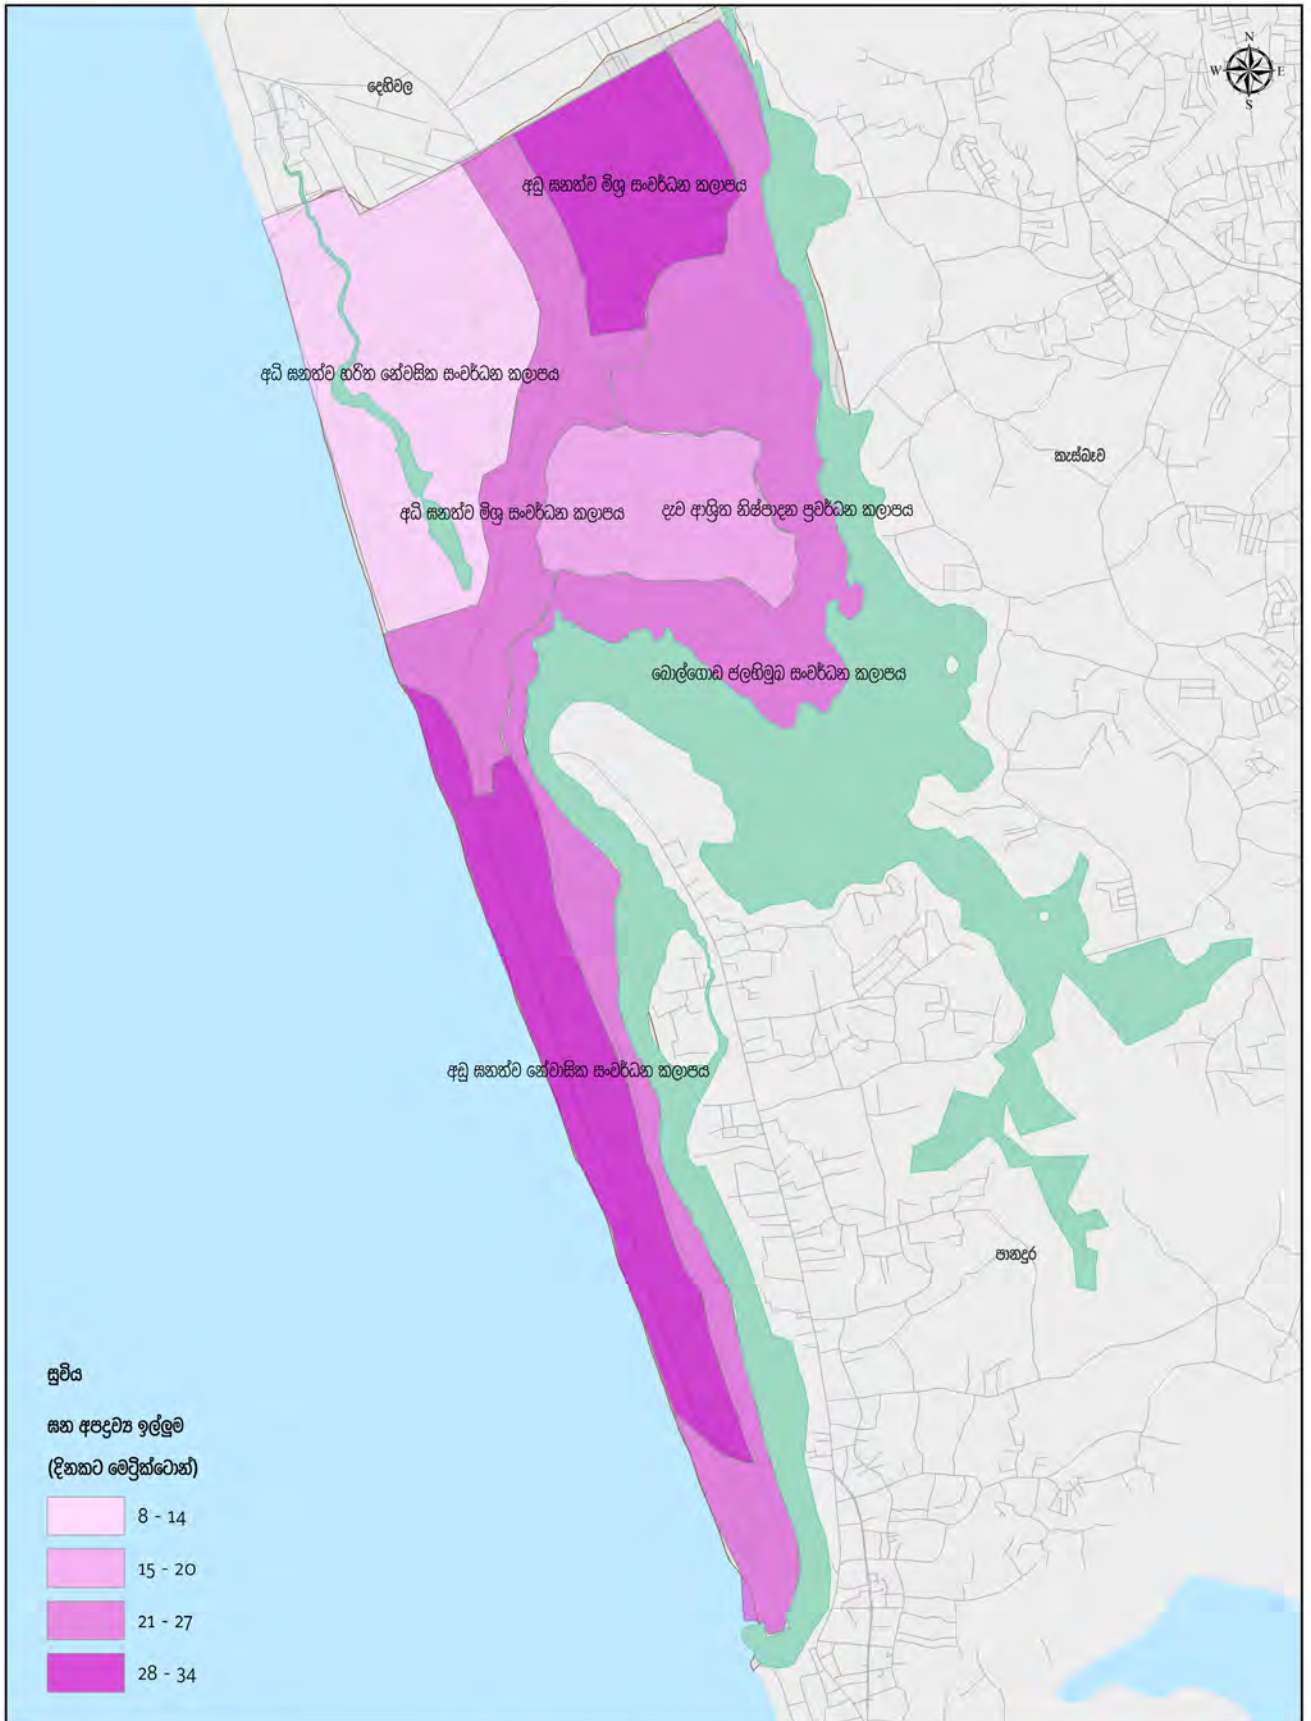 N
W
E
S
දෙහිවල
අඩු ඝනත්ව මිශ්‍ර සංවර්ධන කලාපය
අධි ඝනත්ව හරිත නේවසික සංවර්ධන කලාපය
කැස්බෑව
අධි ඝනත්ව මිශ්‍ර සංවර්ධන කලාපය
දැව ආශ්‍රිත නිෂ්පාදන ප්‍රවර්ධන කලාපය
බොල්ගොඩ ජලභිමුඛ සංවර්ධන කලාපය
අඩු ඝනත්ව නේවාසික සංවර්ධන කලාපය
පානදුර
සුචිය
ඝන අපද්‍රව්‍ය ඉල්ලුම
(දිනකට මෙට්‍රික්ටොන්)
8 - 14
15 - 20
21 - 27
28 - 34